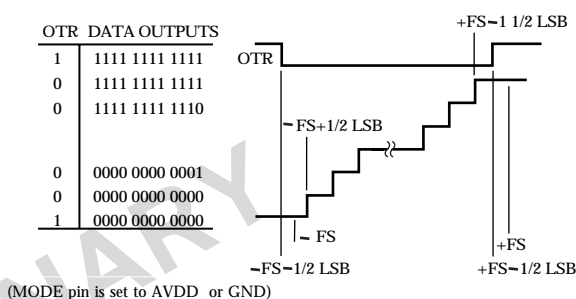 OTR DATA OUTPUTS
1 1111 1111 1111
0 1111 1111 1111
0 1111 1111 1110
0 0000 0000 0001
0 0000 0000 0000
1 0000 0000 0000
+FS−1 1/2 LSB
OTR
− FS+1/2 LSB
− FS
+FS
−FS−1/2 LSB
+FS−1/2 LSB
(MODE pin is set to AVDD or GND)
NARY